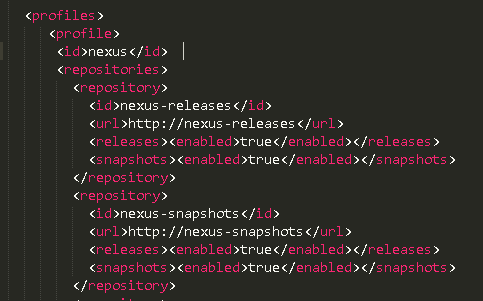 <profiles>
<profile>
<id>nexus</id>
<repositories>
<repository>
<id>nexus-releases</id>
<url>http://nexus-releases</url>
<releases><enabled>true</enabled></releases>
<snapshots><enabled>true</enabled></snapshots>
</repository>
<repository>
<id>nexus-snapshots</id>
<url>http://nexus-snapshots</url>
<releases><enabled>true</enabled></releases>
<snapshots><enabled>true</enabled></snapshots>
</repository>